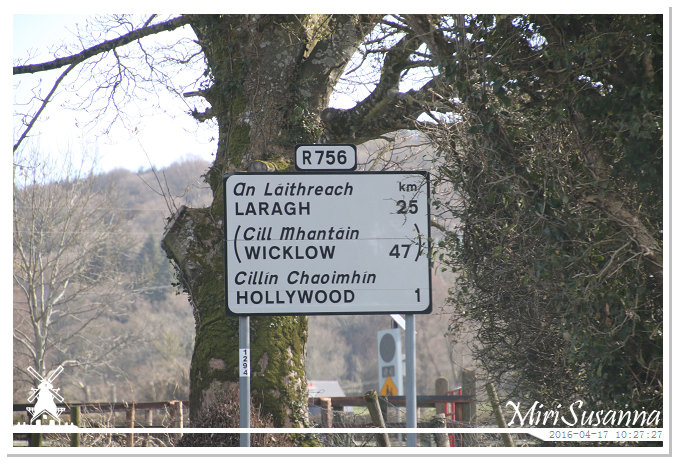 R756
An Láithreach km
LARAGH 25
(Cill Mhantáin
WICKLOW 47)
Cillín Chaoimhín
HOLLYWOOD 1
1294
MiriSusanna
2016-04-17 10:27:27